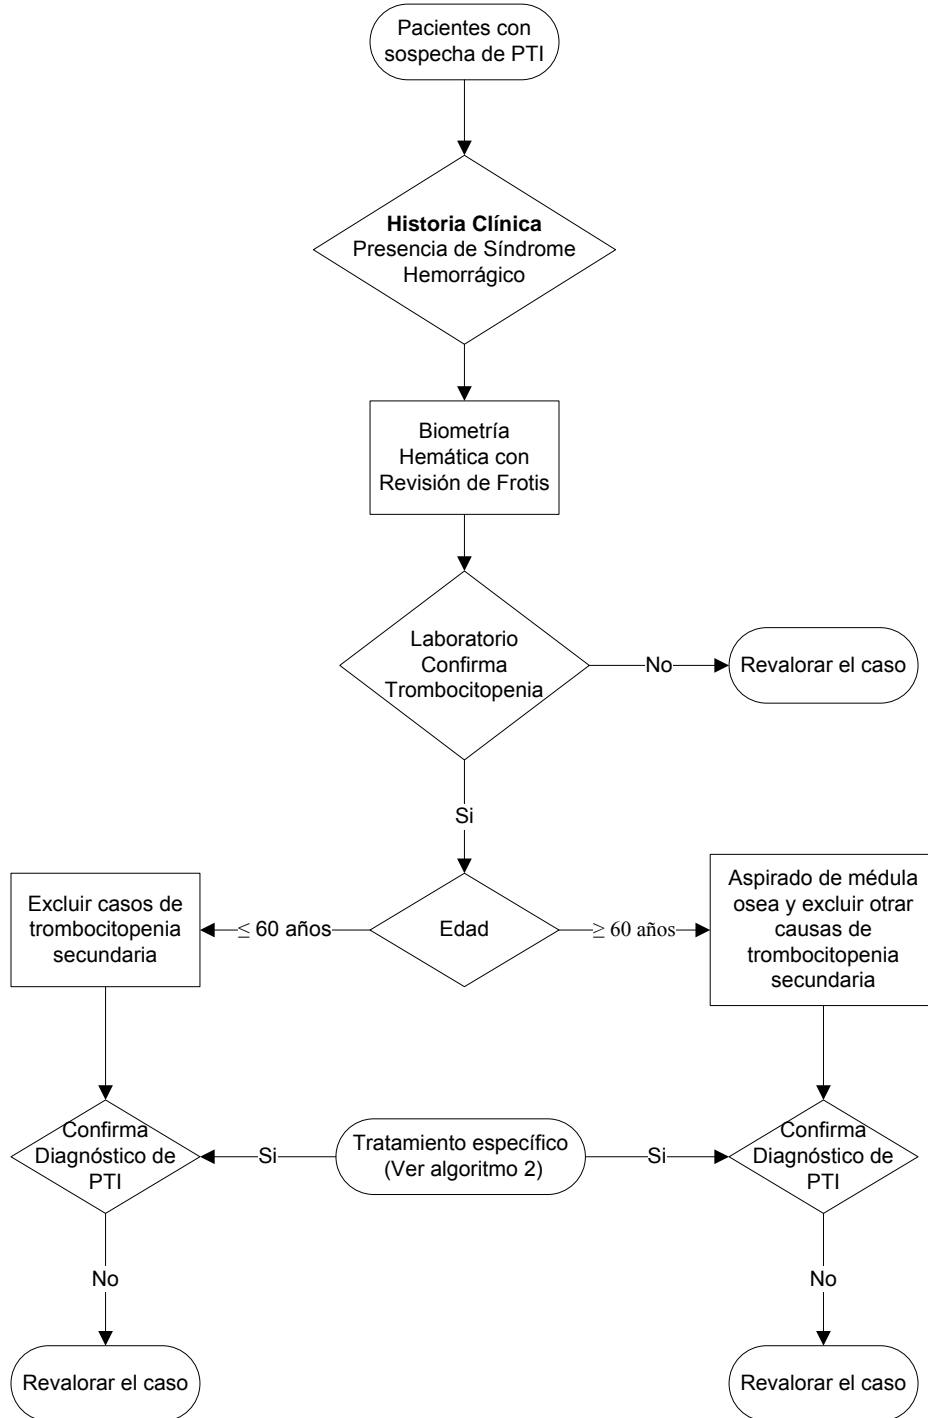 Pacientes con
sospecha de PTI
Historia Clínica
Presencia de Síndrome
Hemorrágico
Biometría
Hemática con
Revisión de Frotis
Laboratorio
Confirma
Trombocitopenia
No
Revalorar el caso
Si
Edad
≤ 60 años
≥ 60 años
Excluir casos de
trombocitopenia
secundaria
Aspirado de médula
osea y excluir otrar
causas de
trombocitopenia
secundaria
Confirma
Diagnóstico de
PTI
Si
Tratamiento específico
(Ver algoritmo 2)
Si
Confirma
Diagnóstico de
PTI
No
No
Revalorar el caso
Revalorar el caso